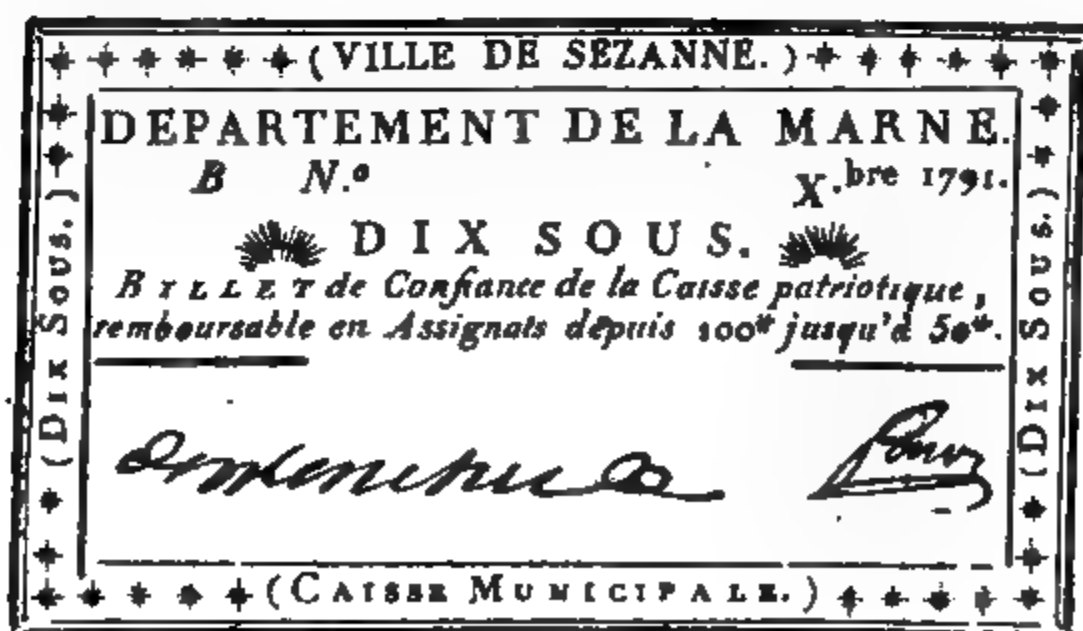 (VILLE DE SEZANNE.)
DEPARTEMENT DE LA MARNE.
B N.º X.bre 1791.
DIX SOUS.
BILLET de Confiance de la Caisse patriotique,
remboursable en Assignats depuis 100# jusqu'à 50#.
(DIX SOUS.)
(DIX SOUS.)
(CAISSE MUNICIPALE.)